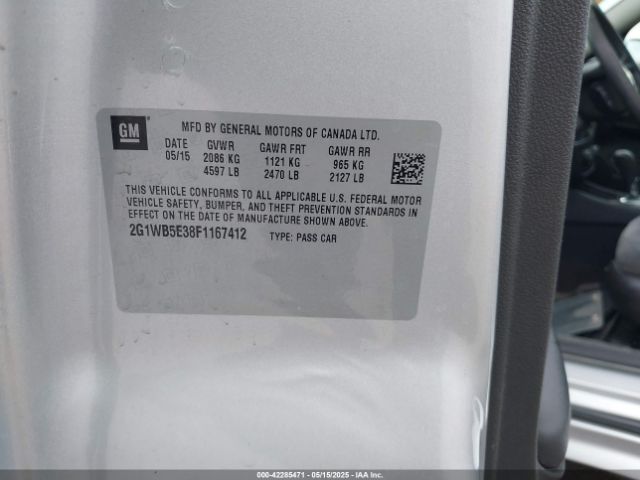 GM
MFD BY GENERAL MOTORS OF CANADA LTD.
DATE GVWR GAWR FRT GAWR RR
05/15 2086 KG 1121 KG 965 KG
4597 LB 2470 LB 2127 LB
THIS VEHICLE CONFORMS TO ALL APPLICABLE U.S. FEDERAL MOTOR
VEHICLE SAFETY, BUMPER, AND THEFT PREVENTION STANDARDS IN
EFFECT ON THE DATE OF MANUFACTURE SHOWN ABOVE.
2G1WB5E38F1167412 TYPE: PASS CAR
000-42285471 - 05/15/2025 - IAA, Inc.